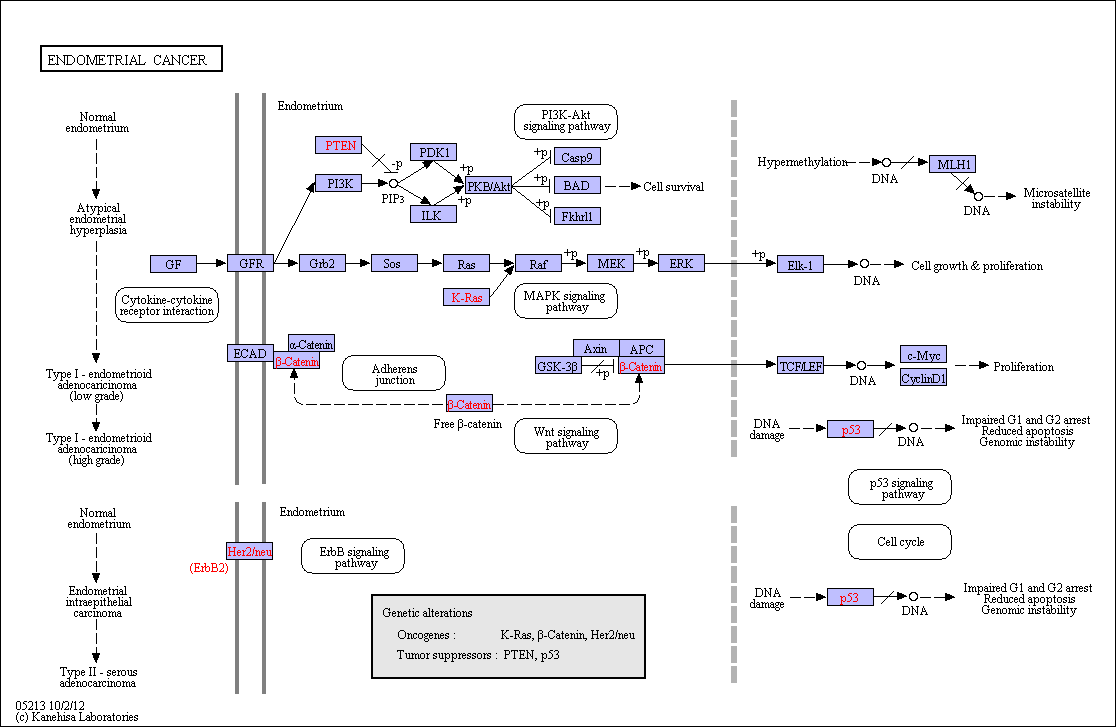 ENDOMETRIAL CANCER
Normal
endometrium
Atypical
endometrial
hyperplasia
Type I - endometrioid
adenocaricinoma
(low grade)
Type I - endometrioid
adenocaricinoma
(high grade)
Endometrium
PI3K-Akt
signaling pathway
PTEN
-p
PDK1
+p
+p
Casp9
PI3K
PIP3
PKB/Akt
+p
BAD
Cell survival
ILK
+p
+p
Fkhrl1
Hypermethylation
DNA
MLH1
DNA
Microsatellite
instability
GF
GFR
Grb2
Sos
Ras
Raf
+p
MEK
+p
ERK
+p
Elk-1
DNA
Cell growth & proliferation
K-Ras
Cytokine-cytokine
receptor interaction
MAPK signaling
pathway
ECAD
α-Catenin
β-Catenin
Adherens
junction
Axin
APC
GSK-3β
+p
β-Catenin
TCF/LEF
DNA
c-Myc
CyclinD1
Proliferation
β-Catenin
Free β-catenin
Wnt signaling
pathway
DNA
damage
p53
DNA
Impaired G1 and G2 arrest
Reduced apoptosis
Genomic instability
p53 signaling
pathway
Cell cycle
Normal
endometrium
Endometrial
intraepithelial
carcinoma
Type II - serous
adenocarcinoma
Endometrium
Her2/neu
(ErbB2)
ErbB signaling
pathway
DNA
damage
p53
DNA
Impaired G1 and G2 arrest
Reduced apoptosis
Genomic instability
Genetic alterations
Oncogenes : K-Ras, β-Catenin, Her2/neu
Tumor suppressors : PTEN, p53
05213 10/2/12
(c) Kanehisa Laboratories